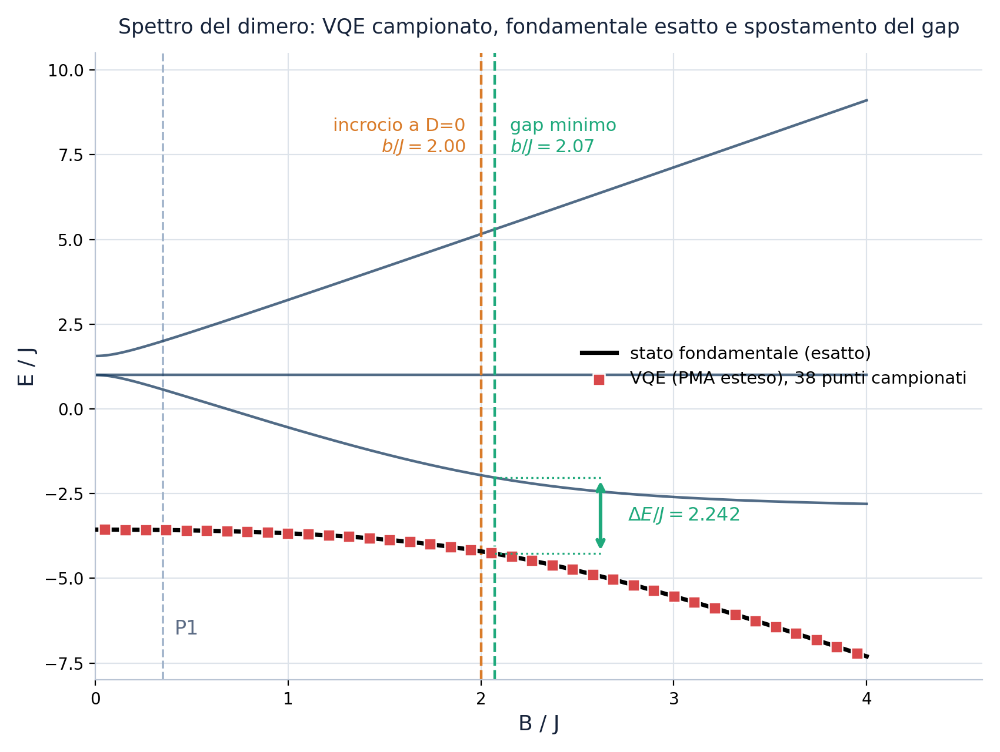 Spettro del dimero: VQE campionato, fondamentale esatto e spostamento del gap
10.0
7.5
5.0
2.5
0.0
−2.5
−5.0
−7.5
E / J
incrocio a D=0
b/J = 2.00
gap minimo
b/J = 2.07
stato fondamentale (esatto)
VQE (PMA esteso), 38 punti campionati
ΔE/J = 2.242
P1
0 1 2 3 4
B / J